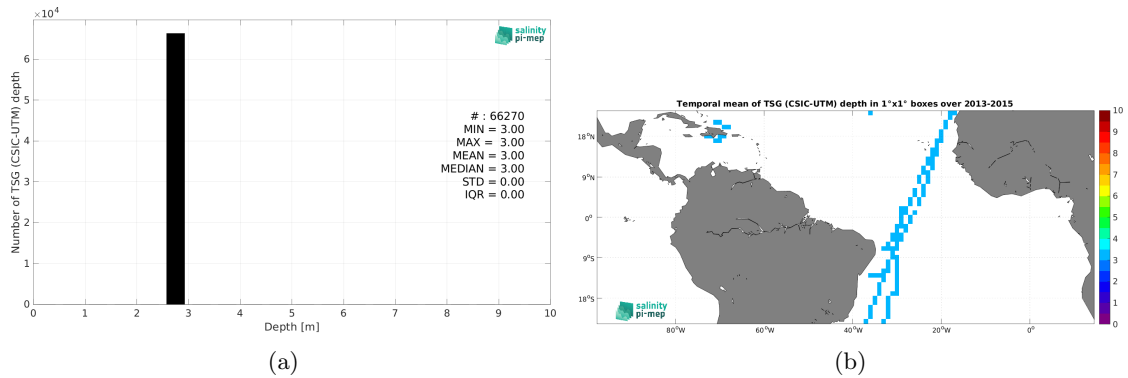 salinity
pi-mep
6
5
4
3
2
1
0
×10⁴
Number of TSG (CSIC-UTM) depth
# : 66270
MIN = 3.00
MAX = 3.00
MEAN = 3.00
MEDIAN = 3.00
STD = 0.00
IQR = 0.00
0 1 2 3 4 5 6 7 8 9 10
Depth [m]
(a)
Temporal mean of TSG (CSIC-UTM) depth in 1°x1° boxes over 2013-2015
18°N
9°N
0°
9°S
18°S
80°W 60°W 40°W 20°W 0°
salinity
pi-mep
10
9
8
7
6
5
4
3
2
1
0
(b)